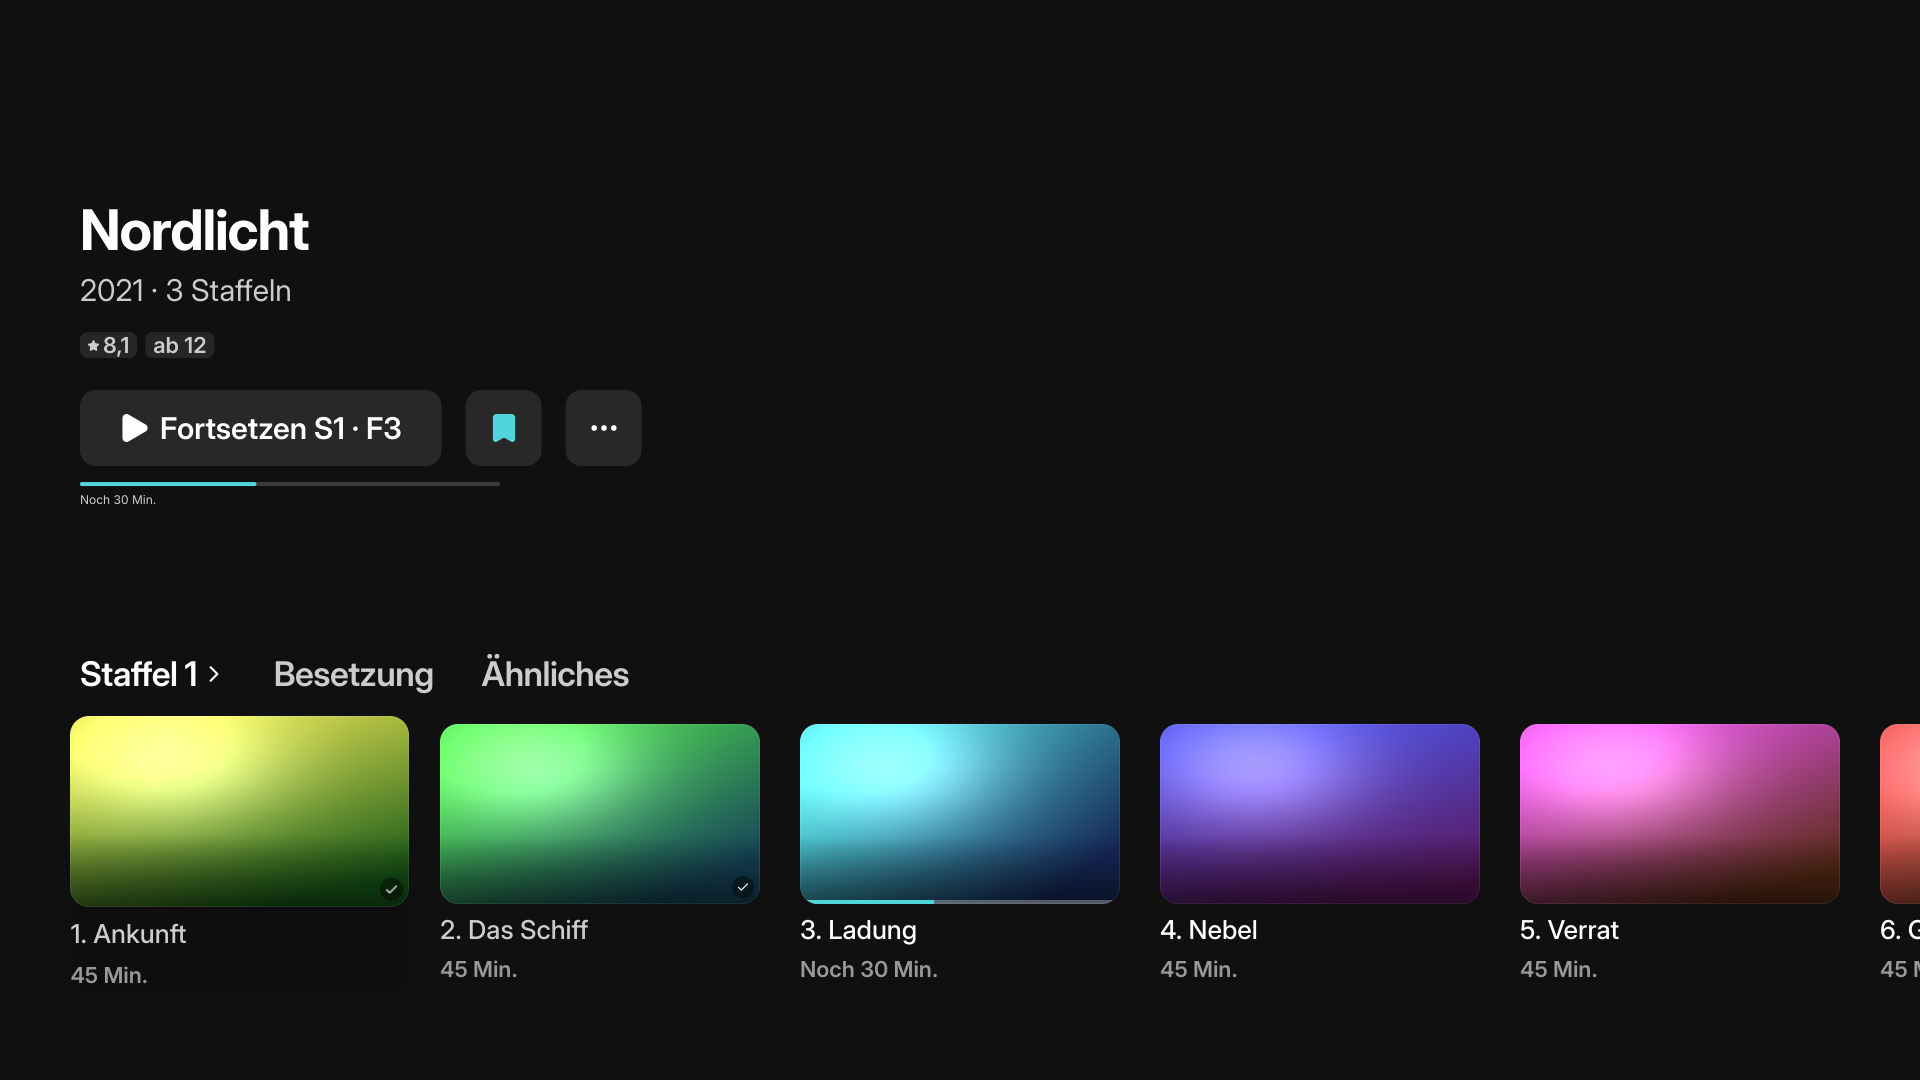 Nordlicht
2021 · 3 Staffeln
8,1 ab 12
Fortsetzen S1 · F3
Noch 30 Min.
Staffel 1 Besetzung Ähnliches
1. Ankunft
45 Min.
2. Das Schiff
45 Min.
3. Ladung
Noch 30 Min.
4. Nebel
45 Min.
5. Verrat
45 Min.
6.
45